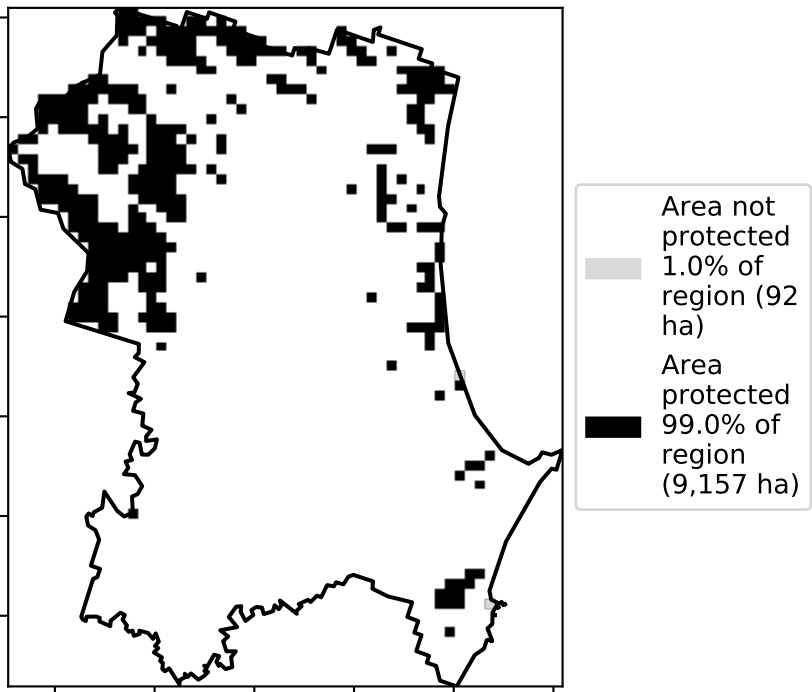 Area not
protected
1.0% of
region (92
ha)
Area
protected
99.0% of
region
(9,157 ha)